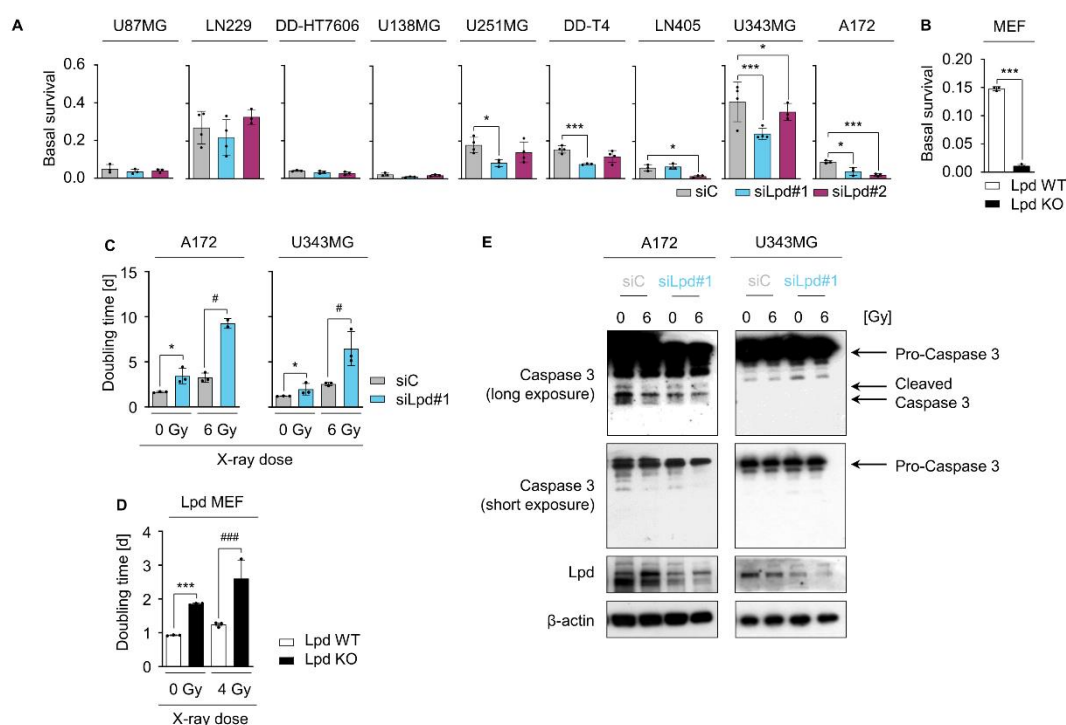 A
U87MG LN229 DD-HT7606 U138MG U251MG DD-T4 LN405 U343MG A172
Basal survival
0.6
0.4
0.2
0.0
*
***
*
***
*
*
***
siC siLpd#1 siLpd#2
B
MEF
Basal survival
0.20
0.15
0.10
0.05
0.00
***
Lpd WT
Lpd KO
C
A172 U343MG
Doubling time [d]
15
10
5
0
*
#
*
#
0 Gy 6 Gy 0 Gy 6 Gy
X-ray dose
siC
siLpd#1
D
Lpd MEF
Doubling time [d]
4
3
2
1
0
***
###
0 Gy 4 Gy
X-ray dose
Lpd WT
Lpd KO
E
A172 U343MG
siC siLpd#1 siC siLpd#1
0 6 0 6 0 6 0 6 [Gy]
Caspase 3
(long exposure)
Pro-Caspase 3
Cleaved
Caspase 3
Caspase 3
(short exposure)
Pro-Caspase 3
Lpd
β-actin